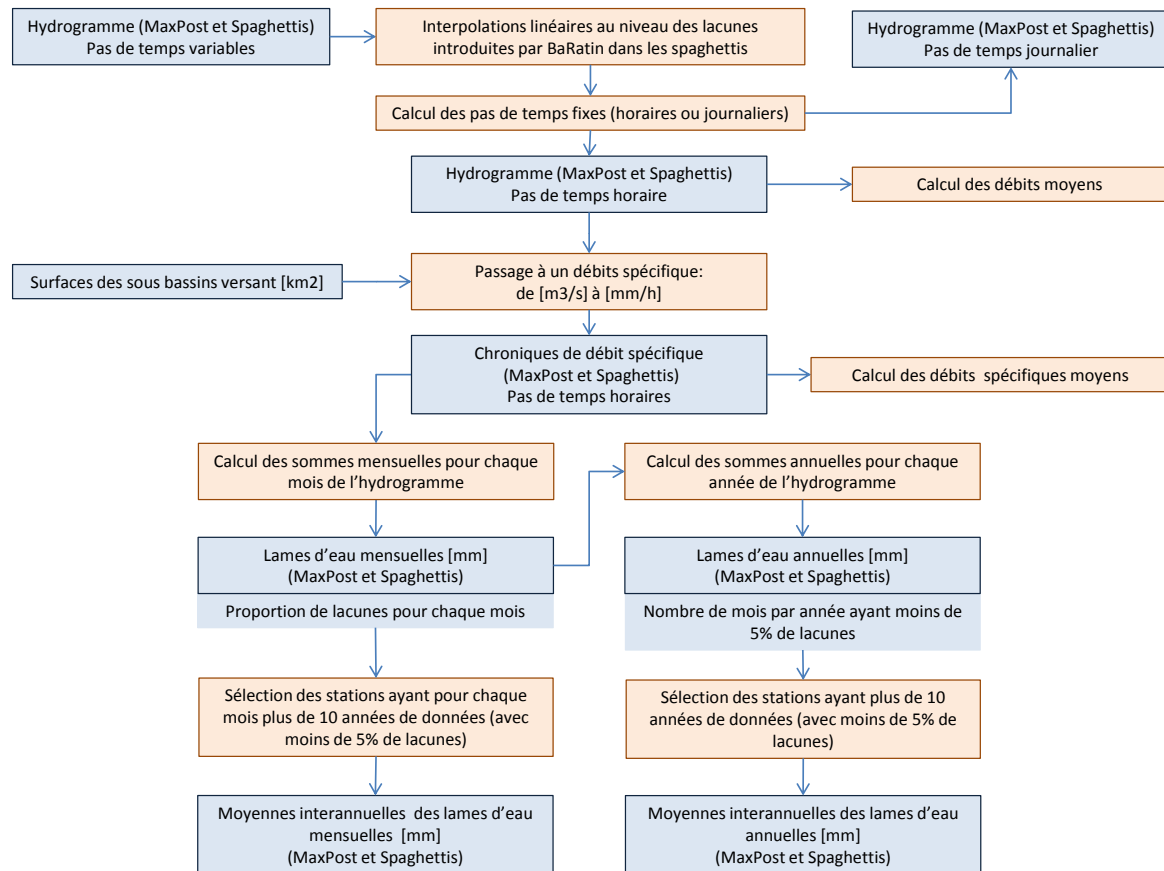 Hydrogramme (MaxPost et Spaghettis)
Pas de temps variables
Interpolations linéaires au niveau des lacunes
introduites par BaRatin dans les spaghettis
Hydrogramme (MaxPost et Spaghettis)
Pas de temps journalier
Calcul des pas de temps fixes (horaires ou journaliers)
Hydrogramme (MaxPost et Spaghettis)
Pas de temps horaire
Calcul des débits moyens
Surfaces des sous bassins versant [km2]
Passage à un débits spécifique:
de [m3/s] à [mm/h]
Chroniques de débit spécifique
(MaxPost et Spaghettis)
Pas de temps horaires
Calcul des débits spécifiques moyens
Calcul des sommes mensuelles pour chaque
mois de l'hydrogramme
Calcul des sommes annuelles pour chaque
année de l'hydrogramme
Lames d'eau mensuelles [mm]
(MaxPost et Spaghettis)
Proportion de lacunes pour chaque mois
Lames d'eau annuelles [mm]
(MaxPost et Spaghettis)
Nombre de mois par année ayant moins de
5% de lacunes
Sélection des stations ayant pour chaque
mois plus de 10 années de données (avec
moins de 5% de lacunes)
Sélection des stations ayant plus de 10
années de données (avec moins de 5% de
lacunes)
Moyennes interannuelles des lames d'eau
mensuelles [mm]
(MaxPost et Spaghettis)
Moyennes interannuelles des lames d'eau
annuelles [mm]
(MaxPost et Spaghettis)